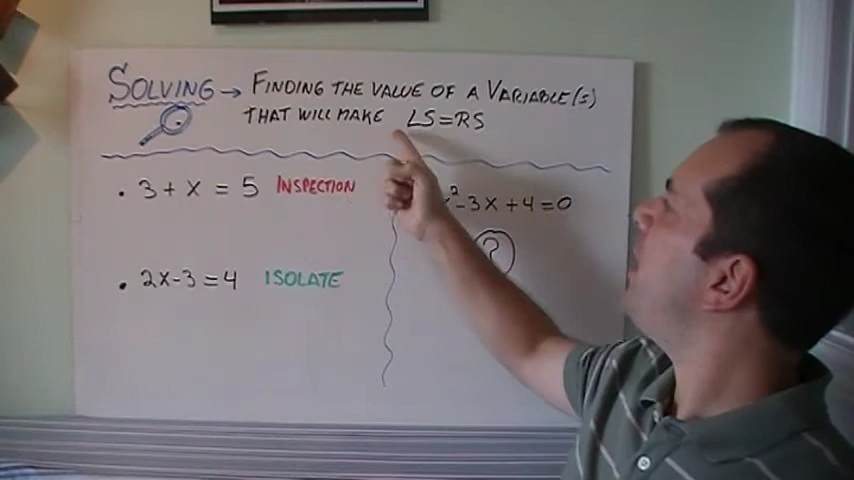 SOLVING → FINDING THE VALUE OF A VARIABLE(S)
THAT WILL MAKE LS=RS
• 3 + x = 5 INSPECTION
• 2x-3 = 4 ISOLATE
²-3x+4=0
?